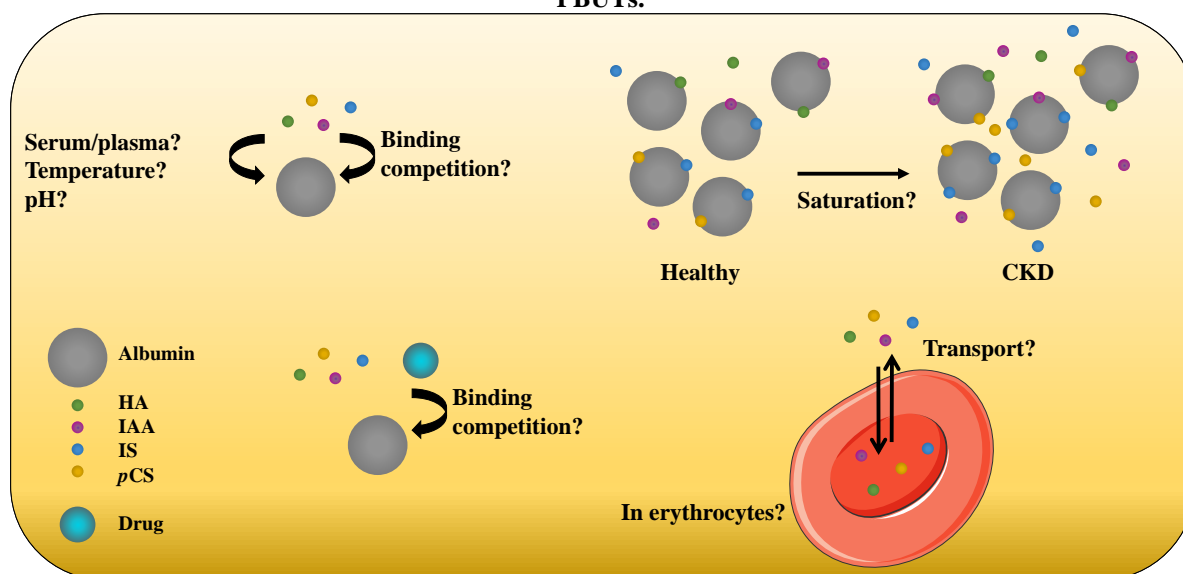 PBUTs.
Serum/plasma?
Temperature?
pH?
Binding
competition?
Saturation?
Healthy
CKD
Albumin
HA
IAA
IS
pCS
Drug
Binding
competition?
Transport?
In erythrocytes?